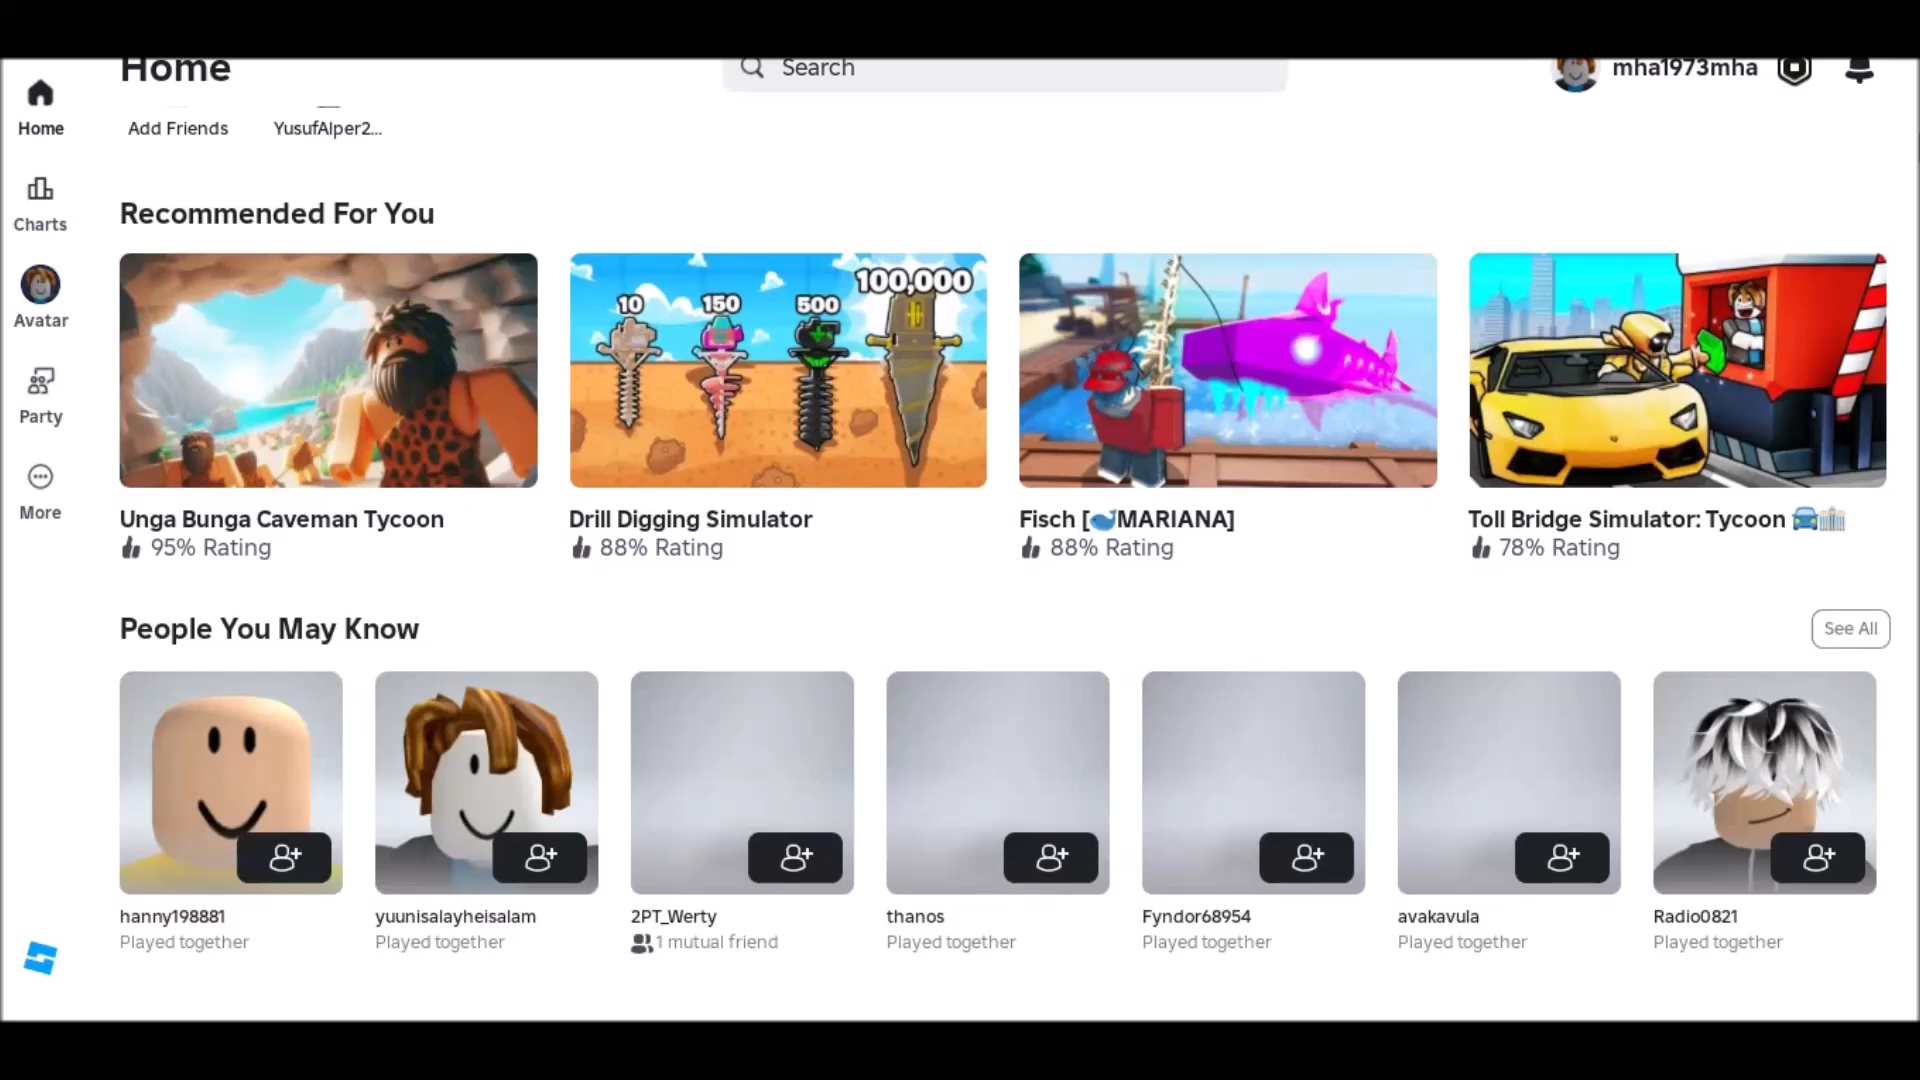 Home
Search
mha1973mha
Home
Add Friends
YusufAlper2...
Charts
Avatar
Party
More
Recommended For You
10
150
500
100,000
Unga Bunga Caveman Tycoon
95% Rating
Drill Digging Simulator
88% Rating
Fisch [🐳MARIANA]
88% Rating
Toll Bridge Simulator: Tycoon 🚘🏰
78% Rating
People You May Know
See All
hanny198881
Played together
yuunisalayheisalam
Played together
2PT_Werty
1 mutual friend
thanos
Played together
Fyndor68954
Played together
avakavula
Played together
Radio0821
Played together